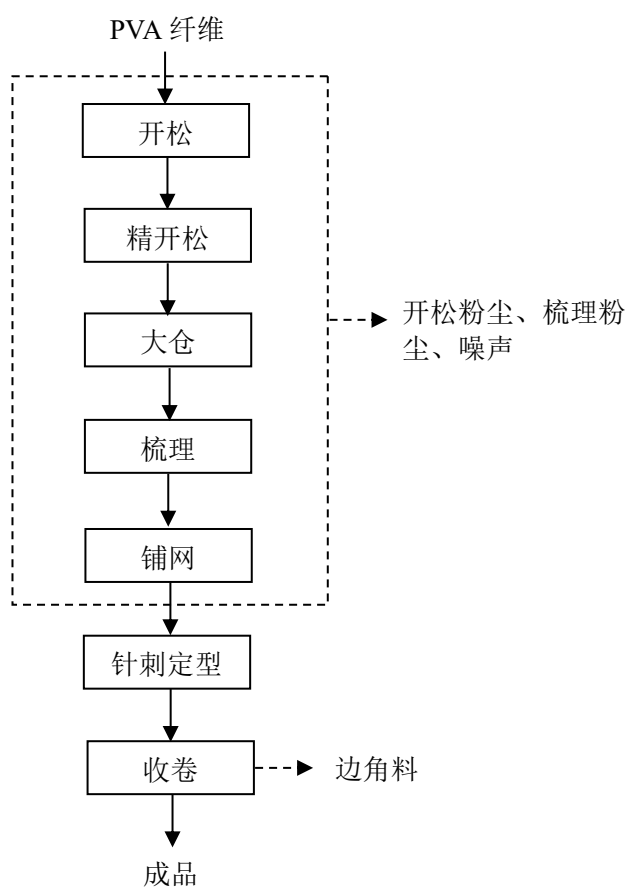 PVA 纤维
开松
精开松
大仓
梳理
铺网
开松粉尘、梳理粉
尘、噪声
针刺定型
收卷
边角料
成品